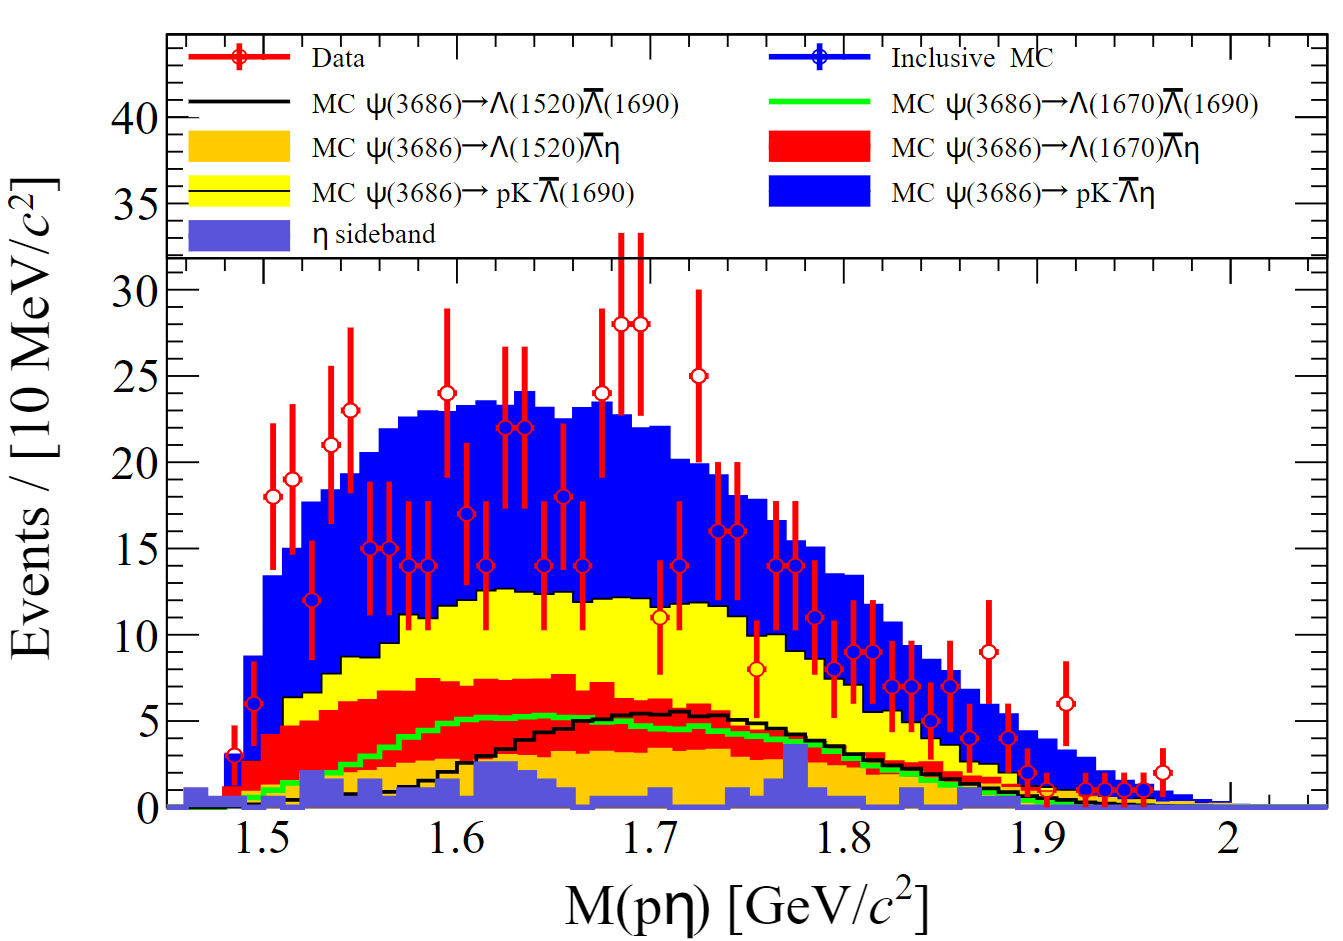 Data
Inclusive MC
MC ψ(3686)→Λ(1520)Λ̅(1690)
MC ψ(3686)→Λ(1670)Λ̅(1690)
MC ψ(3686)→Λ(1520)Λ̅η
MC ψ(3686)→Λ(1670)Λ̅η
MC ψ(3686)→ pK⁻Λ̅(1690)
MC ψ(3686)→ pK⁻Λ̅η
η sideband
Events / [10 MeV/c²]
40
35
30
25
20
15
10
5
0
1.5 1.6 1.7 1.8 1.9 2
M(pη) [GeV/c²]